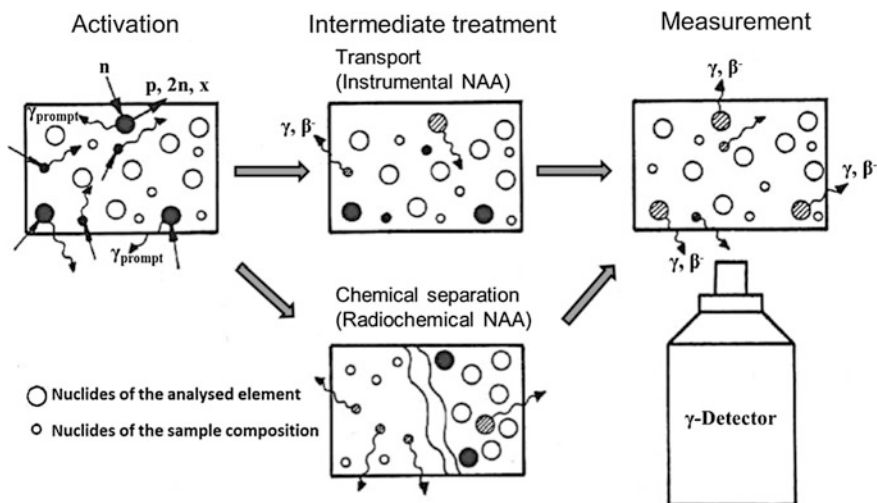 Activation
Intermediate treatment
Measurement
Transport
(Instrumental NAA)
n
p, 2n, x
γprompt
γprompt
γ, β-
γ, β-
γ, β-
γ, β-
Chemical separation
(Radiochemical NAA)
Nuclides of the analysed element
Nuclides of the sample composition
γ-Detector